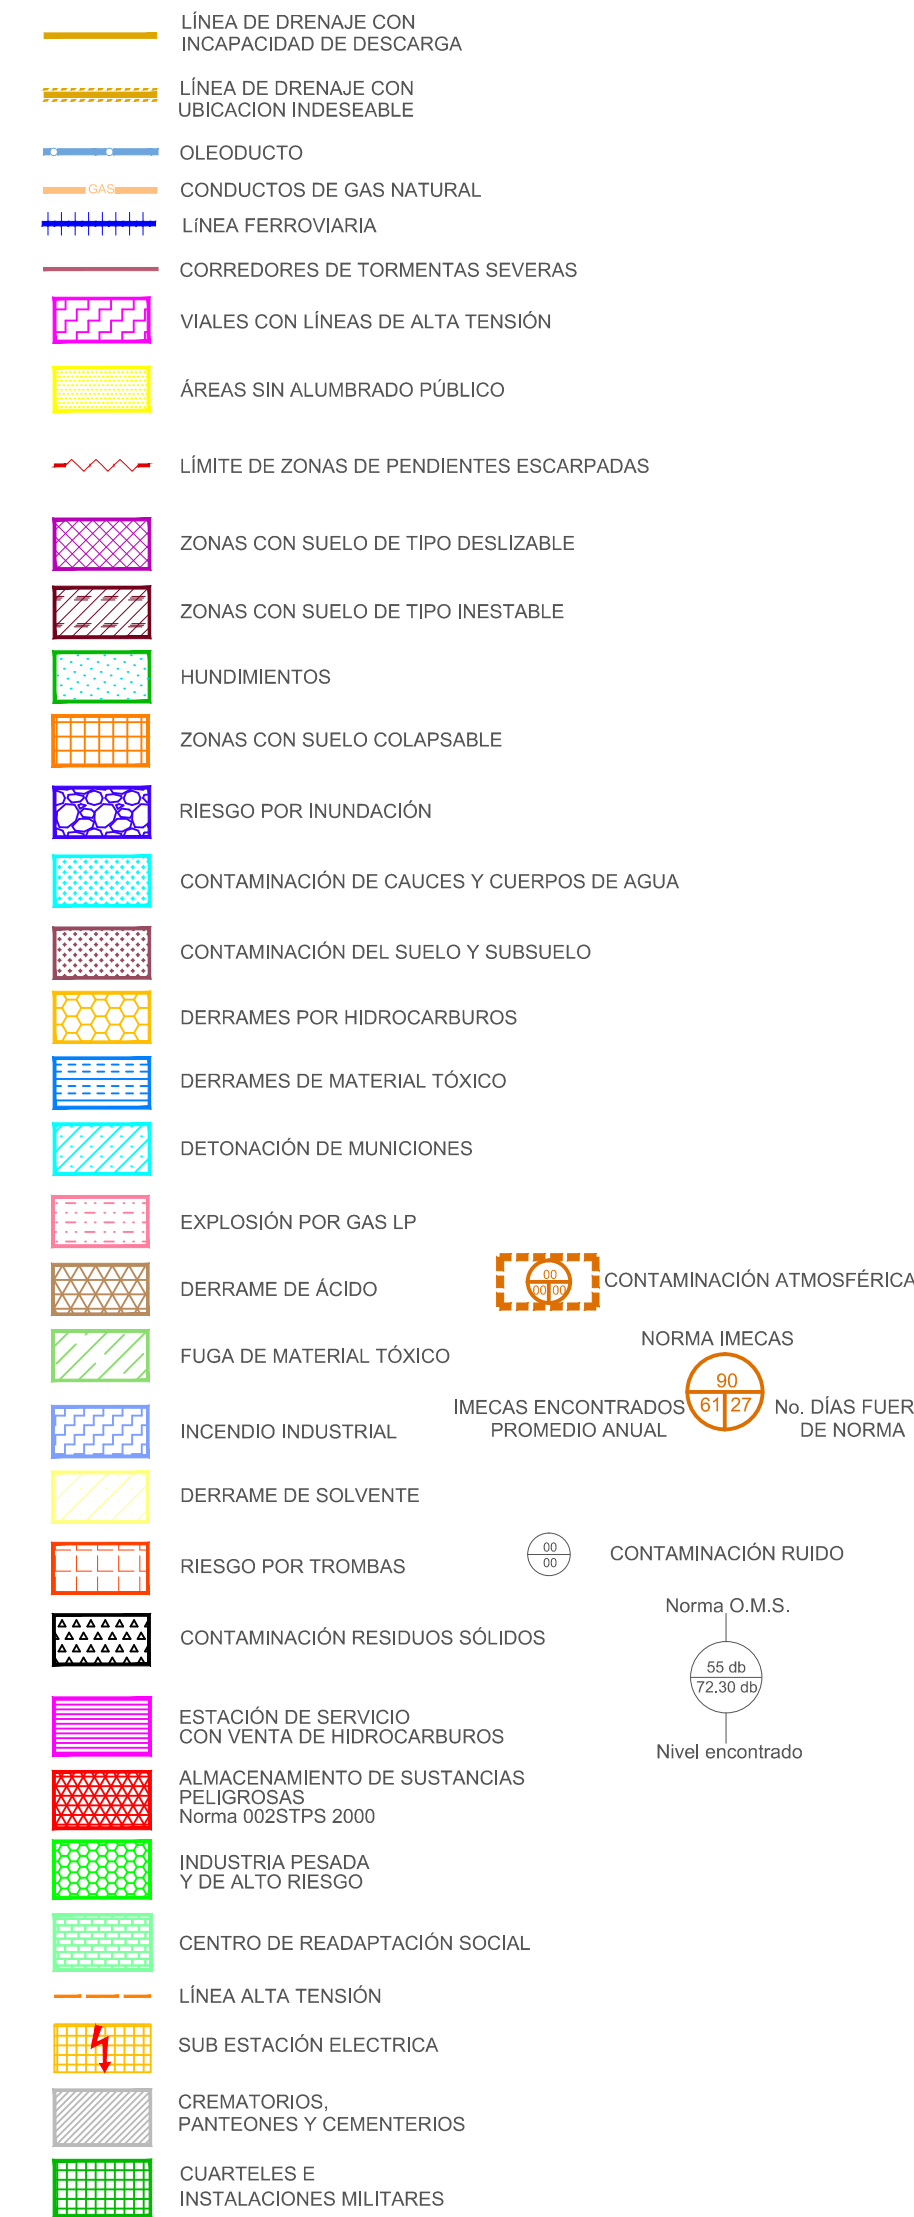 LÍNEA DE DRENAJE CON
INCAPACIDAD DE DESCARGA
LÍNEA DE DRENAJE CON
UBICACION INDESEABLE
OLEODUCTO
GAS
CONDUCTOS DE GAS NATURAL
LíNEA FERROVIARIA
CORREDORES DE TORMENTAS SEVERAS
VIALES CON LÍNEAS DE ALTA TENSIÓN
ÁREAS SIN ALUMBRADO PÚBLICO
LÍMITE DE ZONAS DE PENDIENTES ESCARPADAS
ZONAS CON SUELO DE TIPO DESLIZABLE
ZONAS CON SUELO DE TIPO INESTABLE
HUNDIMIENTOS
ZONAS CON SUELO COLAPSABLE
RIESGO POR INUNDACIÓN
CONTAMINACIÓN DE CAUCES Y CUERPOS DE AGUA
CONTAMINACIÓN DEL SUELO Y SUBSUELO
DERRAMES POR HIDROCARBUROS
DERRAMES DE MATERIAL TÓXICO
DETONACIÓN DE MUNICIONES
EXPLOSIÓN POR GAS LP
DERRAME DE ÁCIDO
FUGA DE MATERIAL TÓXICO
INCENDIO INDUSTRIAL
DERRAME DE SOLVENTE
RIESGO POR TROMBAS
CONTAMINACIÓN RESIDUOS SÓLIDOS
ESTACIÓN DE SERVICIO
CON VENTA DE HIDROCARBUROS
ALMACENAMIENTO DE SUSTANCIAS
PELIGROSAS
Norma 002STPS 2000
INDUSTRIA PESADA
Y DE ALTO RIESGO
CENTRO DE READAPTACIÓN SOCIAL
LÍNEA ALTA TENSIÓN
SUB ESTACIÓN ELECTRICA
CREMATORIOS,
PANTEONES Y CEMENTERIOS
CUARTELES E
INSTALACIONES MILITARES
00
00 00
CONTAMINACIÓN ATMOSFÉRICA
NORMA IMECAS
90
61 27
IMECAS ENCONTRADOS
PROMEDIO ANUAL
No. DÍAS FUER
DE NORMA
00
00
CONTAMINACIÓN RUIDO
Norma O.M.S.
55 db
72.30 db
Nivel encontrado